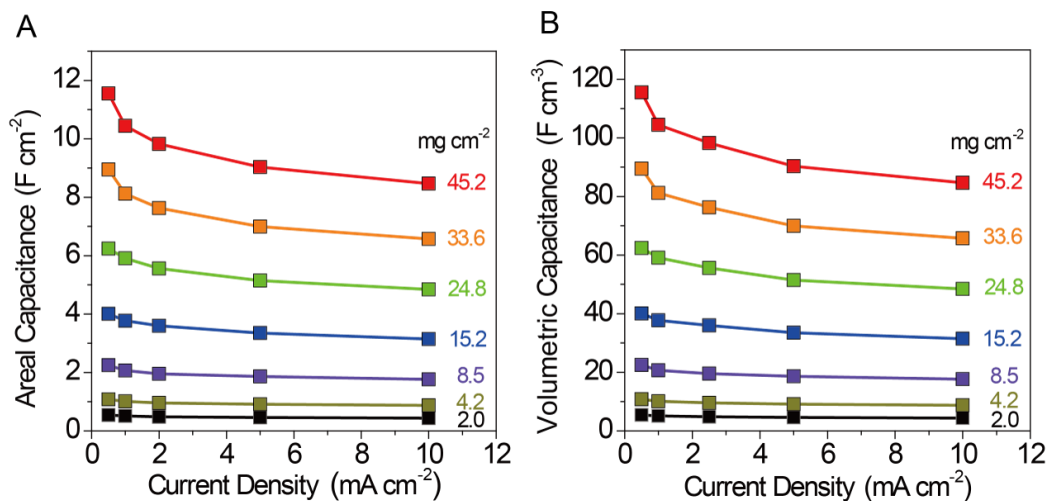 A
Areal Capacitance (F cm⁻²)
12
10
8
6
4
2
0
mg cm⁻²
45.2
33.6
24.8
15.2
8.5
4.2
2.0
0 2 4 6 8 10 12
Current Density (mA cm⁻²)
B
Volumetric Capacitance (F cm⁻³)
120
100
80
60
40
20
0
mg cm⁻²
45.2
33.6
24.8
15.2
8.5
4.2
2.0
0 2 4 6 8 10 12
Current Density (mA cm⁻²)